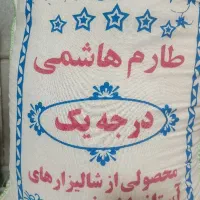 طارم هاشمی
درجه یک
محصولی از شالیزارهای